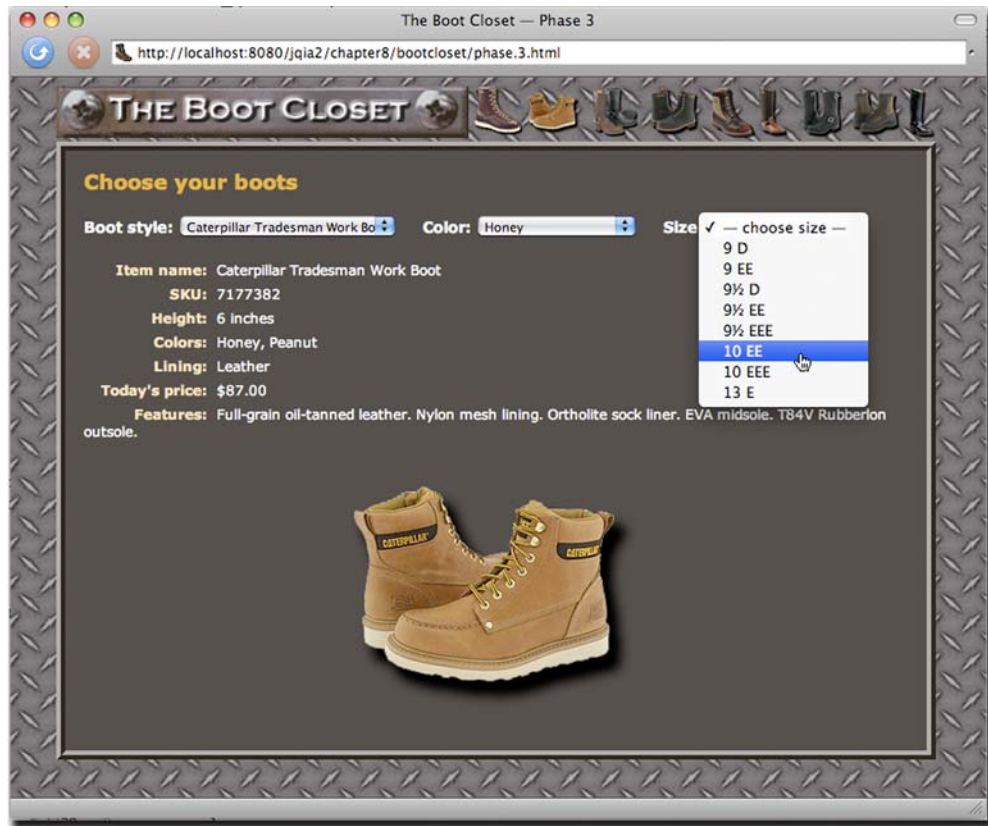 The Boot Closet — Phase 3
http://localhost:8080/jqia2/chapter8/bootcloset/phase.3.html
THE BOOT CLOSET
Choose your boots
Boot style: Caterpillar Tradesman Work Bo Color: Honey Size
✓ — choose size —
9 D
9 EE
9½ D
9½ EE
9½ EEE
10 EE
10 EEE
13 E
Item name: Caterpillar Tradesman Work Boot
SKU: 7177382
Height: 6 inches
Colors: Honey, Peanut
Lining: Leather
Today's price: $87.00
Features: Full-grain oil-tanned leather. Nylon mesh lining. Ortholite sock liner. EVA midsole. T84V Rubberlon
outsole.
CATERPILLAR
CATERPILLAR